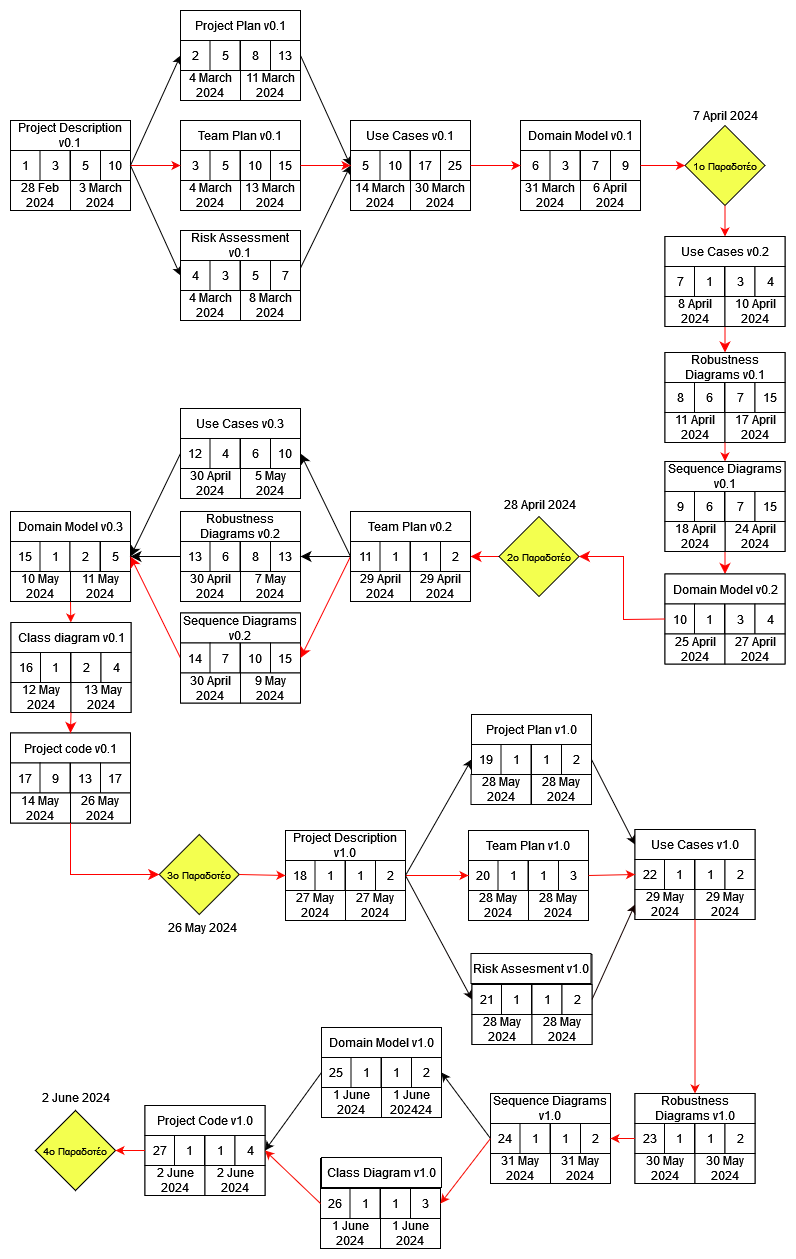 Project Plan v0.1
2 5 8 13
4 March 11 March
2024 2024
Project Description
v0.1
1 3 5 10
28 Feb 3 March
2024 2024
Team Plan v0.1
3 5 10 15
4 March 13 March
2024 2024
Risk Assessment
v0.1
4 3 5 7
4 March 8 March
2024 2024
Use Cases v0.1
5 10 17 25
14 March 30 March
2024 2024
Domain Model v0.1
6 3 7 9
31 March 6 April
2024 2024
7 April 2024
1ο Παραδοτέο
Use Cases v0.2
7 1 3 4
8 April 10 April
2024 2024
Robustness
Diagrams v0.1
8 6 7 15
11 April 17 April
2024 2024
Sequence Diagrams
v0.1
9 6 7 15
18 April 24 April
2024 2024
Domain Model v0.2
10 1 3 4
25 April 27 April
2024 2024
28 April 2024
2ο Παραδοτέο
Team Plan v0.2
11 1 1 2
29 April 29 April
2024 2024
Use Cases v0.3
12 4 6 10
30 April 5 May
2024 2024
Robustness
Diagrams v0.2
13 6 8 13
30 April 7 May
2024 2024
Sequence Diagrams
v0.2
14 7 10 15
30 April 9 May
2024 2024
Domain Model v0.3
15 1 2 5
10 May 11 May
2024 2024
Class diagram v0.1
16 1 2 4
12 May 13 May
2024 2024
Project code v0.1
17 9 13 17
14 May 26 May
2024 2024
3ο Παραδοτέο
26 May 2024
Project Description
v1.0
18 1 1 2
27 May 27 May
2024 2024
Project Plan v1.0
19 1 1 2
28 May 28 May
2024 2024
Team Plan v1.0
20 1 1 3
28 May 28 May
2024 2024
Risk Assesment v1.0
21 1 1 2
28 May 28 May
2024 2024
Use Cases v1.0
22 1 1 2
29 May 29 May
2024 2024
Robustness
Diagrams v1.0
23 1 1 2
30 May 30 May
2024 2024
Sequence Diagrams
v1.0
24 1 1 2
31 May 31 May
2024 2024
Domain Model v1.0
25 1 1 2
1 June 1 June
2024 202424
Class Diagram v1.0
26 1 1 3
1 June 1 June
2024 2024
Project Code v1.0
27 1 1 4
2 June 2 June
2024 2024
2 June 2024
4ο Παραδοτέο